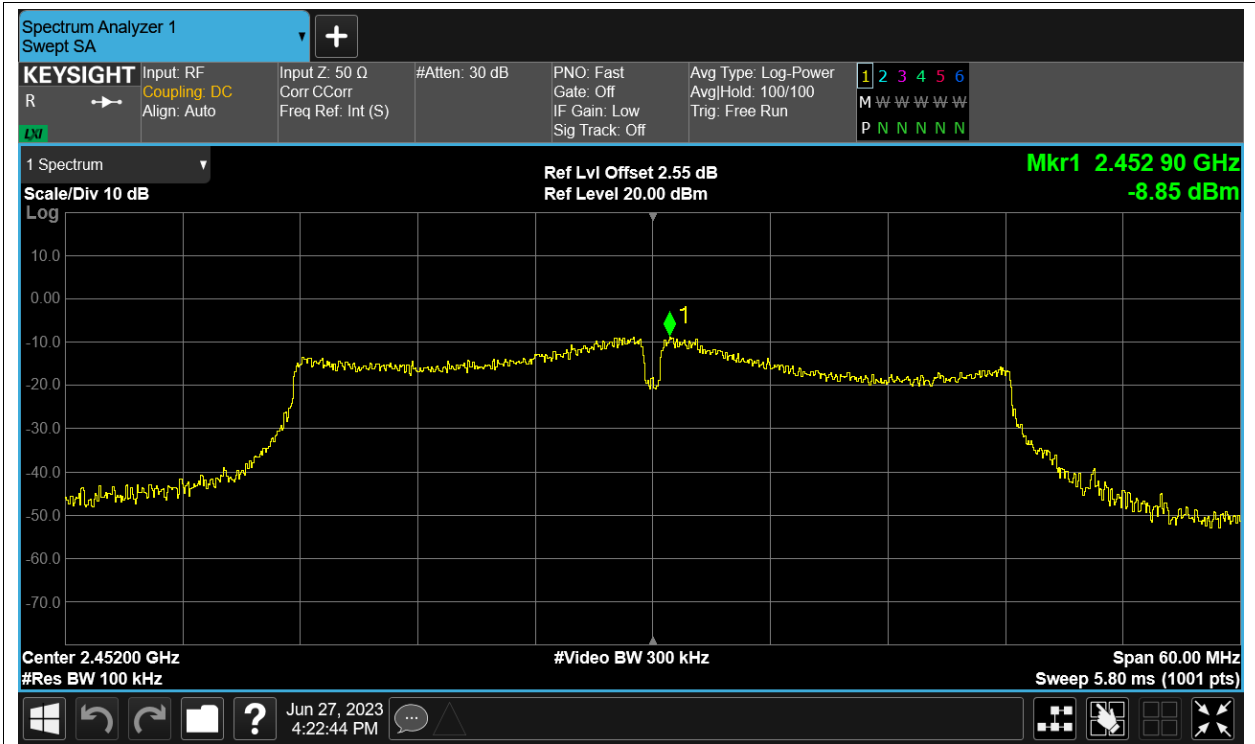 Spectrum Analyzer 1
Swept SA
+
KEYSIGHT
R
LXI
Input: RF
Coupling: DC
Align: Auto
Input Z: 50 Ω
Corr CCorr
Freq Ref: Int (S)
#Atten: 30 dB
PNO: Fast
Gate: Off
IF Gain: Low
Sig Track: Off
Avg Type: Log-Power
Avg|Hold: 100/100
Trig: Free Run
1 2 3 4 5 6
M W W W W W
P N N N N N
1 Spectrum
Scale/Div 10 dB
Log
Ref Lvl Offset 2.55 dB
Ref Level 20.00 dBm
Mkr1 2.452 90 GHz
-8.85 dBm
10.0
0.00
-10.0
-20.0
-30.0
-40.0
-50.0
-60.0
-70.0
1
Center 2.45200 GHz
#Res BW 100 kHz
#Video BW 300 kHz
Span 60.00 MHz
Sweep 5.80 ms (1001 pts)
?
Jun 27, 2023
4:22:44 PM